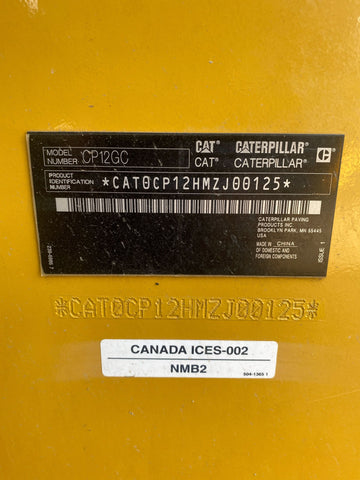 MODEL NUMBER CP12GC
CAT CATERPILLAR C
CAT® CATERPILLAR®
PRODUCT IDENTIFICATION NUMBER *CAT0CP12HMZJ00125*
CATERPILLAR PAVING
PRODUCTS INC
BROOKLYN PARK, MN 55445
USA
MADE IN CHINA
OF DOMESTIC AND
FOREIGN COMPONENTS
ISSUE 1
*CAT0CP12HMZJ00125*
CANADA ICES-002
NMB2
504-1365 1